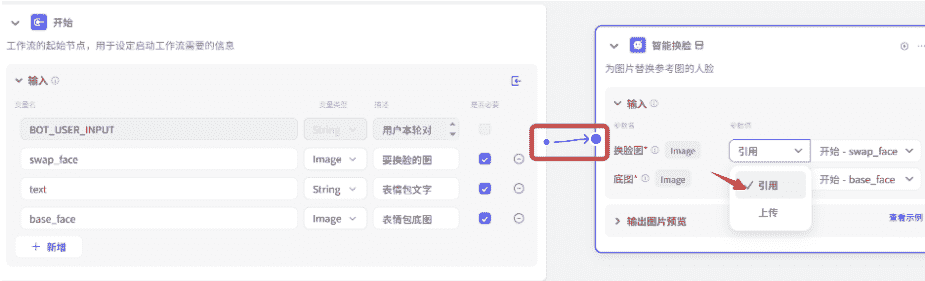 开始
工作流的起始节点，用于设定启动工作流需要的信息
输入
变量名 变量类型 描述 是否必要
BOT_USER_INPUT String 用户本轮对
swap_face Image 要换脸的图
text String 表情包文字
base_face Image 表情包底图
+ 新增
智能换脸
为图片替换参考图的人脸
输入
参数名 参数值
换脸图* Image 引用 开始 - swap_face
底图* Image 开始 - base_face
引用
上传
输出图片预览 查看示例